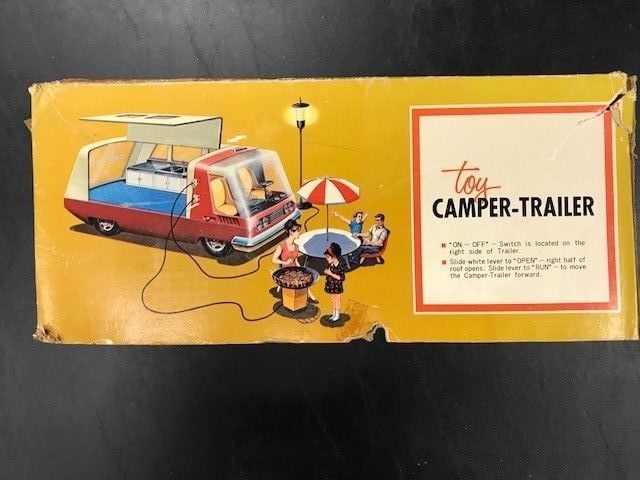 toy
CAMPER-TRAILER
"ON — OFF" — Switch is located on the
right side of Trailer.
Slide white lever to "OPEN" — right half of
roof opens. Slide lever to "RUN" — to move
the Camper-Trailer forward.